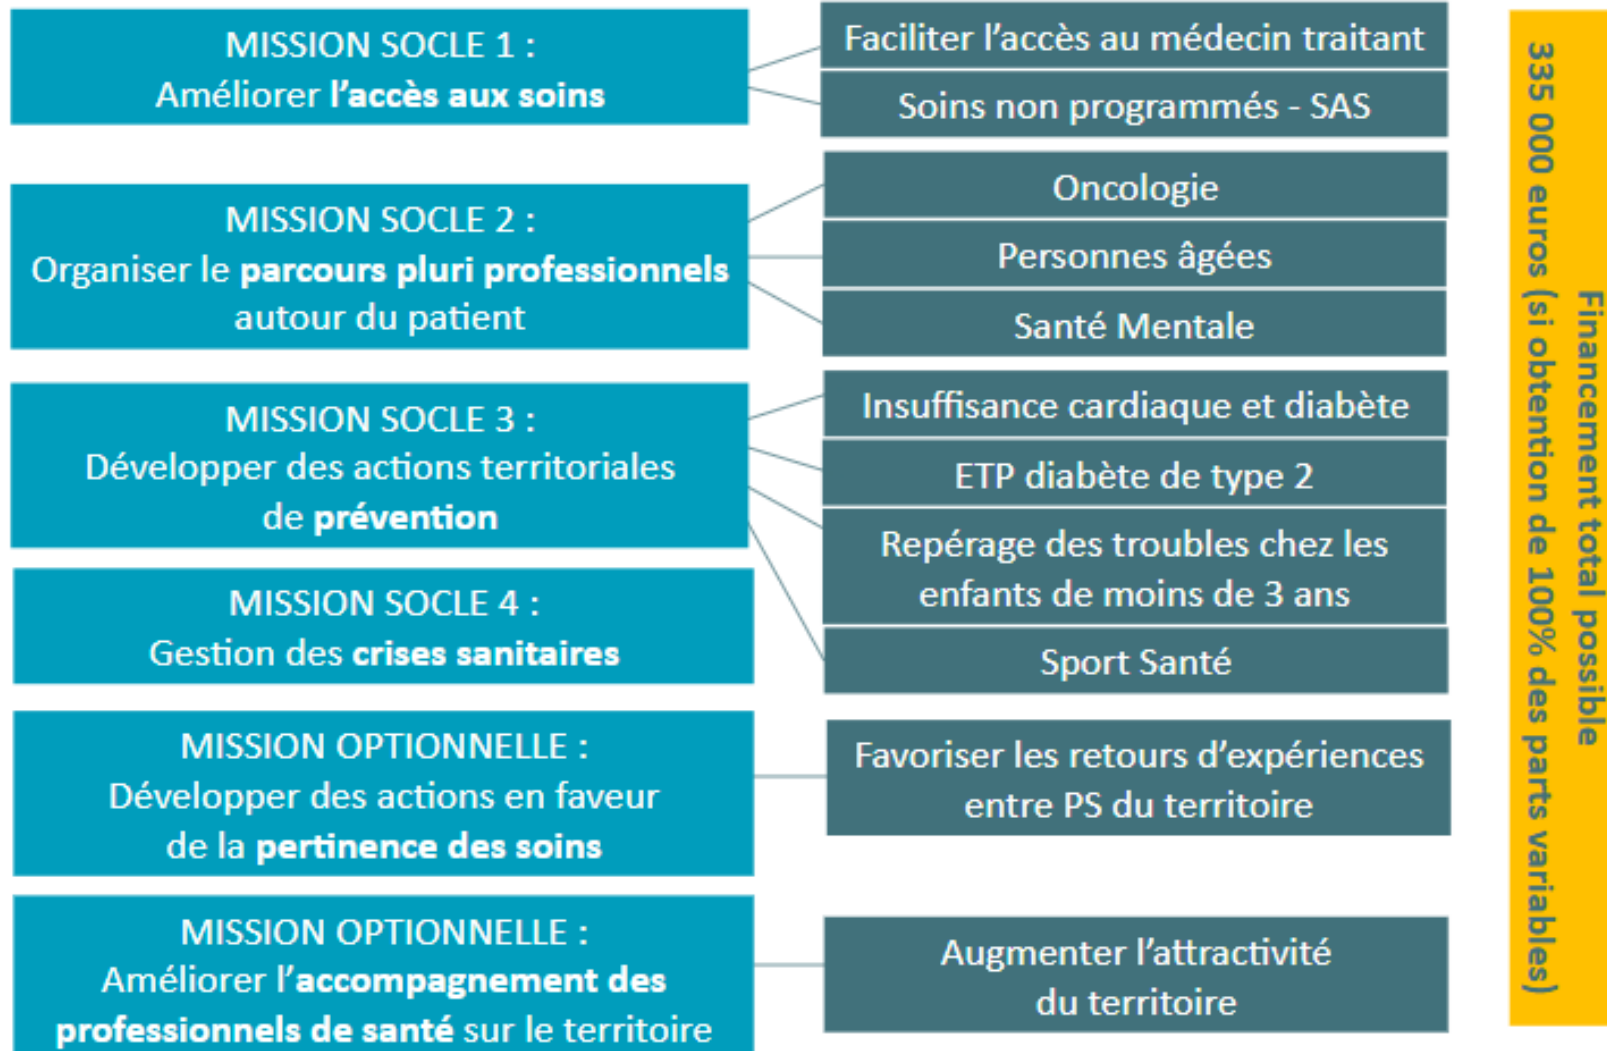 MISSION SOCLE 1 :
Améliorer l'accès aux soins
Faciliter l'accès au médecin traitant
Soins non programmés - SAS
MISSION SOCLE 2 :
Organiser le parcours pluri professionnels
autour du patient
Oncologie
Personnes âgées
Santé Mentale
MISSION SOCLE 3 :
Développer des actions territoriales
de prévention
Insuffisance cardiaque et diabète
ETP diabète de type 2
Repérage des troubles chez les
enfants de moins de 3 ans
Sport Santé
MISSION SOCLE 4 :
Gestion des crises sanitaires
MISSION OPTIONNELLE :
Développer des actions en faveur
de la pertinence des soins
Favoriser les retours d'expériences
entre PS du territoire
MISSION OPTIONNELLE :
Améliorer l'accompagnement des
professionnels de santé sur le territoire
Augmenter l'attractivité
du territoire
Financement total possible
335 000 euros (si obtention de 100% des parts variables)